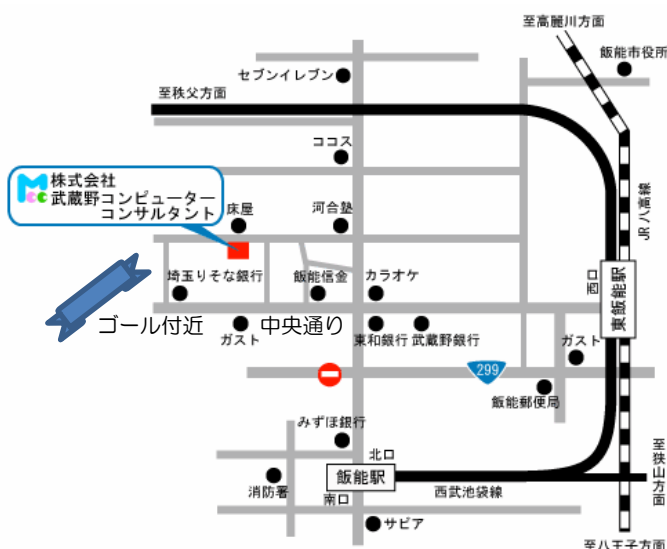 至高麗川方面
飯能市役所
セブンイレブン
至秩父方面
ココス
株式会社
武蔵野コンピューター
コンサルタント
床屋
河合塾
JR八高線
埼玉りそな銀行
飯能信金
カラオケ
西口
東飯能駅
ゴール付近
中央通り
ガスト
東和銀行
武蔵野銀行
ガスト
299
飯能郵便局
みずほ銀行
北口
飯能駅
消防署
南口
西武池袋線
至狭山方面
サビア
至八王子方面